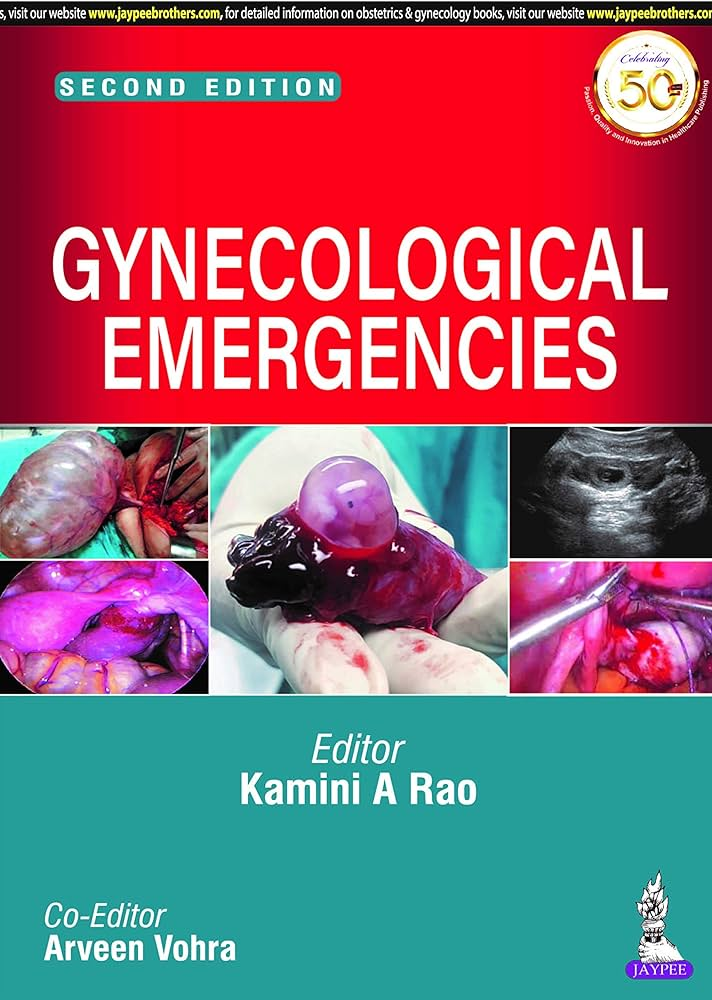 s, visit our website www.jaypeebrothers.com, for detailed information on obstetrics & gynecology books, visit our website www.jaypeebrothers.com
SECOND EDITION
Celebrating
50
Passion, Quality and Innovation in Healthcare Publishing
GYNECOLOGICAL
EMERGENCIES
Editor
Kamini A Rao
Co-Editor
Arveen Vohra
JAYPEE